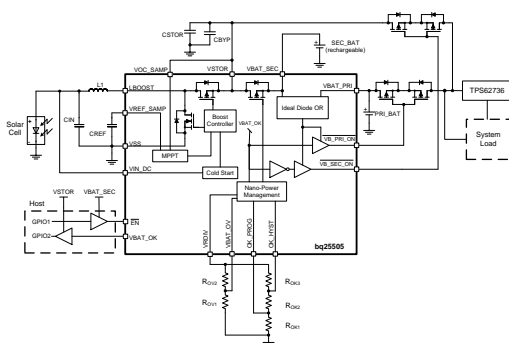 CSTOR
CBYP
SEC_BAT
(rechargeable)
VOC_SAMP
VSTOR
VBAT_SEC
L1
LBOOST
VBAT_PRI
TPS62736
Solar
Cell
CIN
CREF
VREF_SAMP
Boost
Controller
VBAT_OK
Ideal Diode OR
PRI_BAT
System
Load
VSS
MPPT
VB_PRI_ON
VB_SEC_ON
VIN_DC
Cold Start
Nano-Power
Management
Host
VSTOR
VBAT_SEC
GPIO1
GPIO2
EN
VBAT_OK
VRDIV
VBAT_OV
OK_PROG
OK_HYST
bq25505
ROV2
ROV1
ROK3
ROK2
ROK1